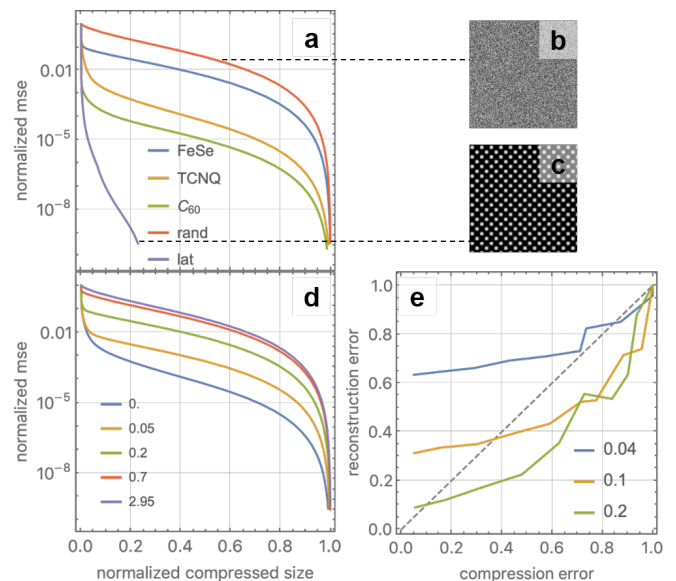 a
normalized mse
0.01
10⁻⁵
10⁻⁸
FeSe
TCNQ
C₆₀
rand
lat
b
c
d
normalized mse
0.01
10⁻⁵
10⁻⁸
0.
0.05
0.2
0.7
2.95
0.0 0.2 0.4 0.6 0.8 1.0
normalized compressed size
e
reconstruction error
1.0
0.8
0.6
0.4
0.2
0.0
0.04
0.1
0.2
0.0 0.2 0.4 0.6 0.8 1.0
compression error